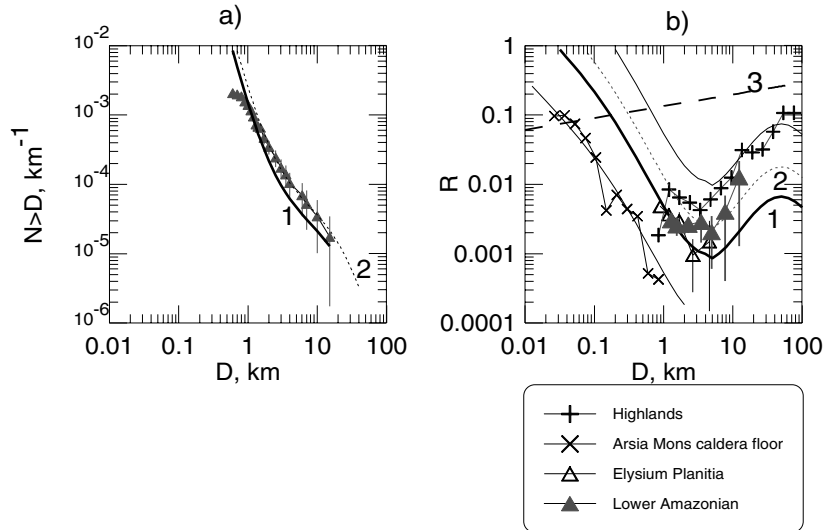 a)
b)
10^-2
10^-3
10^-4
10^-5
10^-6
N>D, km^-1
0.01 0.1 1 10 100
D, km
1
2
1
0.1
0.01
0.001
0.0001
R
0.01 0.1 1 10 100
D, km
3
2
1
Highlands
Arsia Mons caldera floor
Elysium Planitia
Lower Amazonian